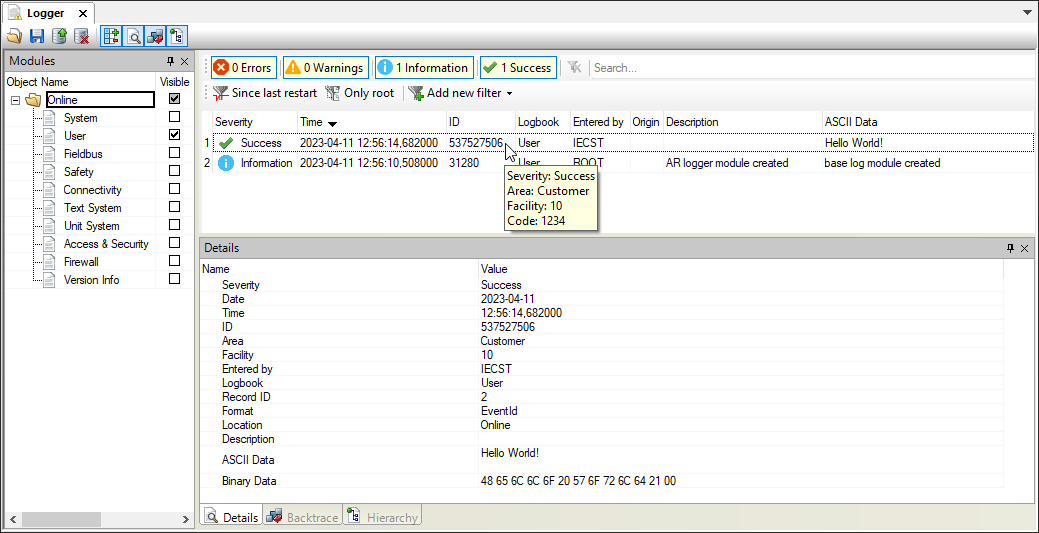 Logger
Modules
Object Name Visible
Online
System
User
Fieldbus
Safety
Connectivity
Text System
Unit System
Access & Security
Firewall
Version Info
0 Errors 0 Warnings 1 Information 1 Success Search...
Since last restart Only root Add new filter
Severity Time ID Logbook Entered by Origin Description ASCII Data
1 Success 2023-04-11 12:56:14,682000 537527506 User IECST Hello World!
2 Information 2023-04-11 12:56:10,508000 31280 User ROOT AR logger module created base log module created
Severity: Success
Area: Customer
Facility: 10
Code: 1234
Details
Name Value
Severity Success
Date 2023-04-11
Time 12:56:14,682000
ID 537527506
Area Customer
Facility 10
Entered by IECST
Logbook User
Record ID 2
Format EventId
Location Online
Description
ASCII Data Hello World!
Binary Data 48 65 6C 6C 6F 20 57 6F 72 6C 64 21 00
Details Backtrace Hierarchy